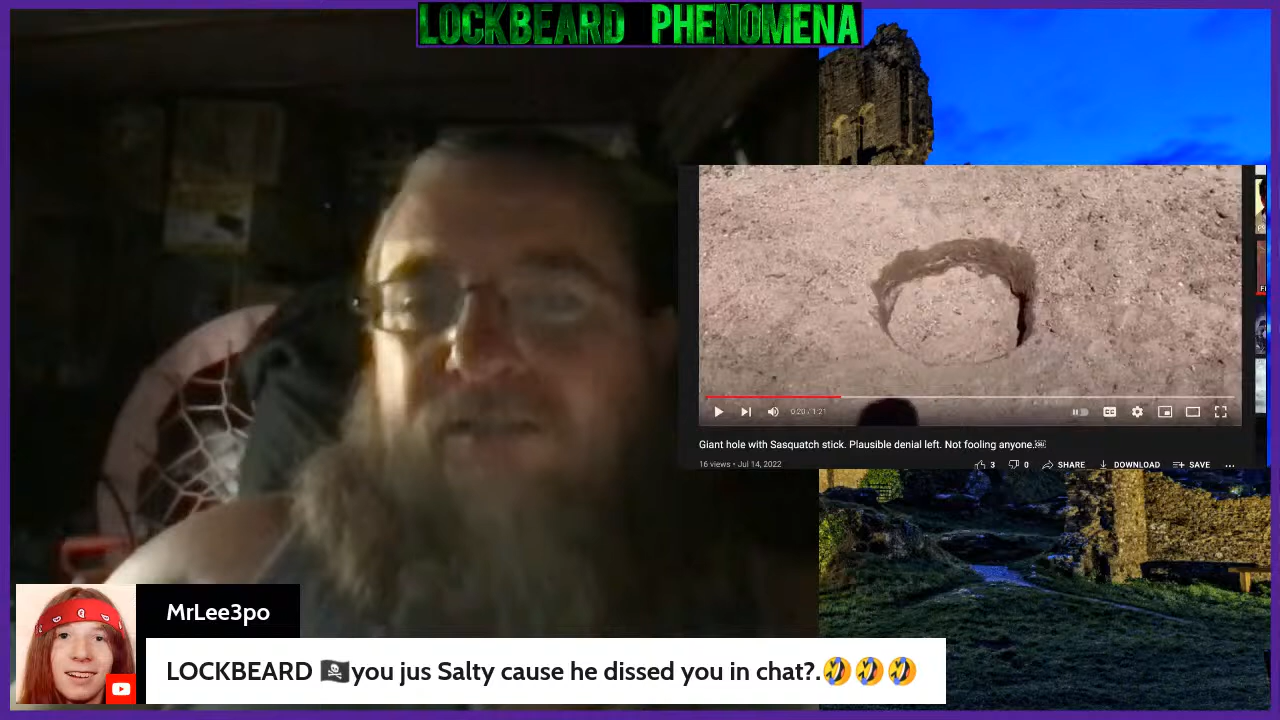 LOCKBEARD PHENOMENA
0:20 / 1:21
CC
Giant hole with Sasquatch stick. Plausible denial left. Not fooling anyone.
16 views • Jul 14, 2022
3 0 SHARE DOWNLOAD SAVE ...
MrLee3po
LOCKBEARD 🏴‍☠️you jus Salty cause he dissed you in chat?.🤣🤣🤣